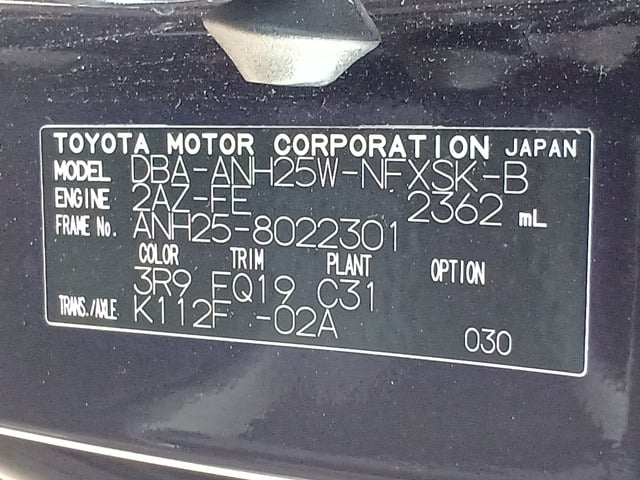 TOYOTA MOTOR CORPORATION JAPAN
MODEL DBA-ANH25W-NFXSK-B
ENGINE 2AZ-FE 2362 mL
FRAME No. ANH25-8022301
COLOR TRIM PLANT OPTION
3R9 FQ19 C31
TRANS./AXLE K112F -02A
030